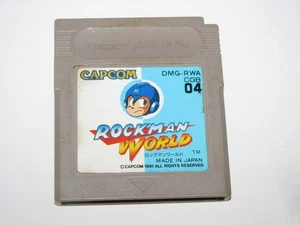 CAPCOM
DMG-RWA
CGB
04
ROCKMAN
WORLD
ロックマンワールド TM
MADE IN JAPAN
©CAPCOM 1991 ALL RIGHTS RESERVED